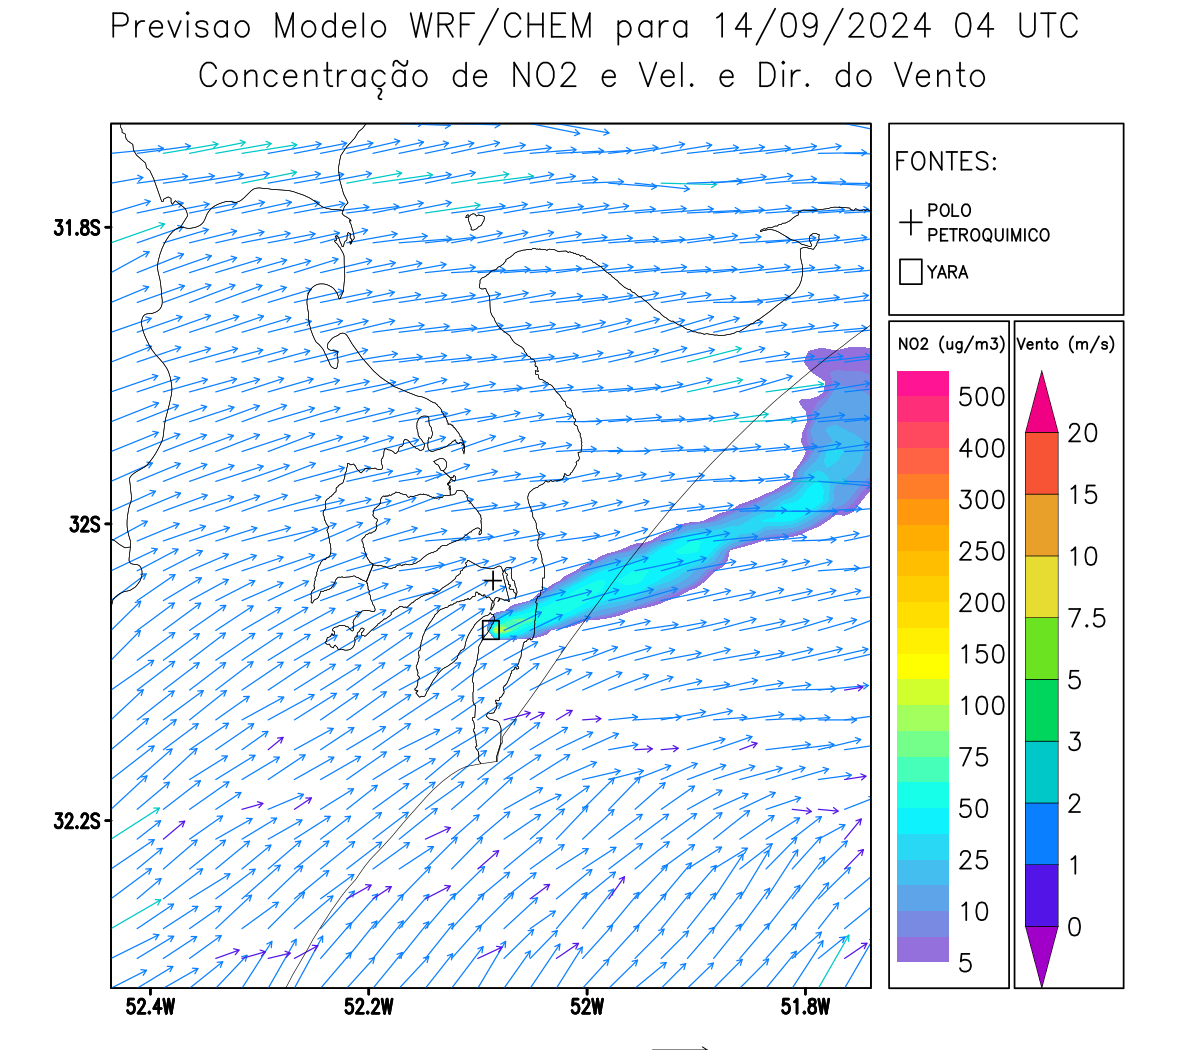 Previsao Modelo WRF/CHEM para 14/09/2024 04 UTC
Concentração de NO2 e Vel. e Dir. do Vento
FONTES:
POLO
PETROQUIMICO
YARA
31.8S
32S
32.2S
52.4W
52.2W
52W
51.8W
NO2 (ug/m3)
500
400
300
250
200
150
100
75
50
25
10
5
Vento (m/s)
20
15
10
7.5
5
3
2
1
0